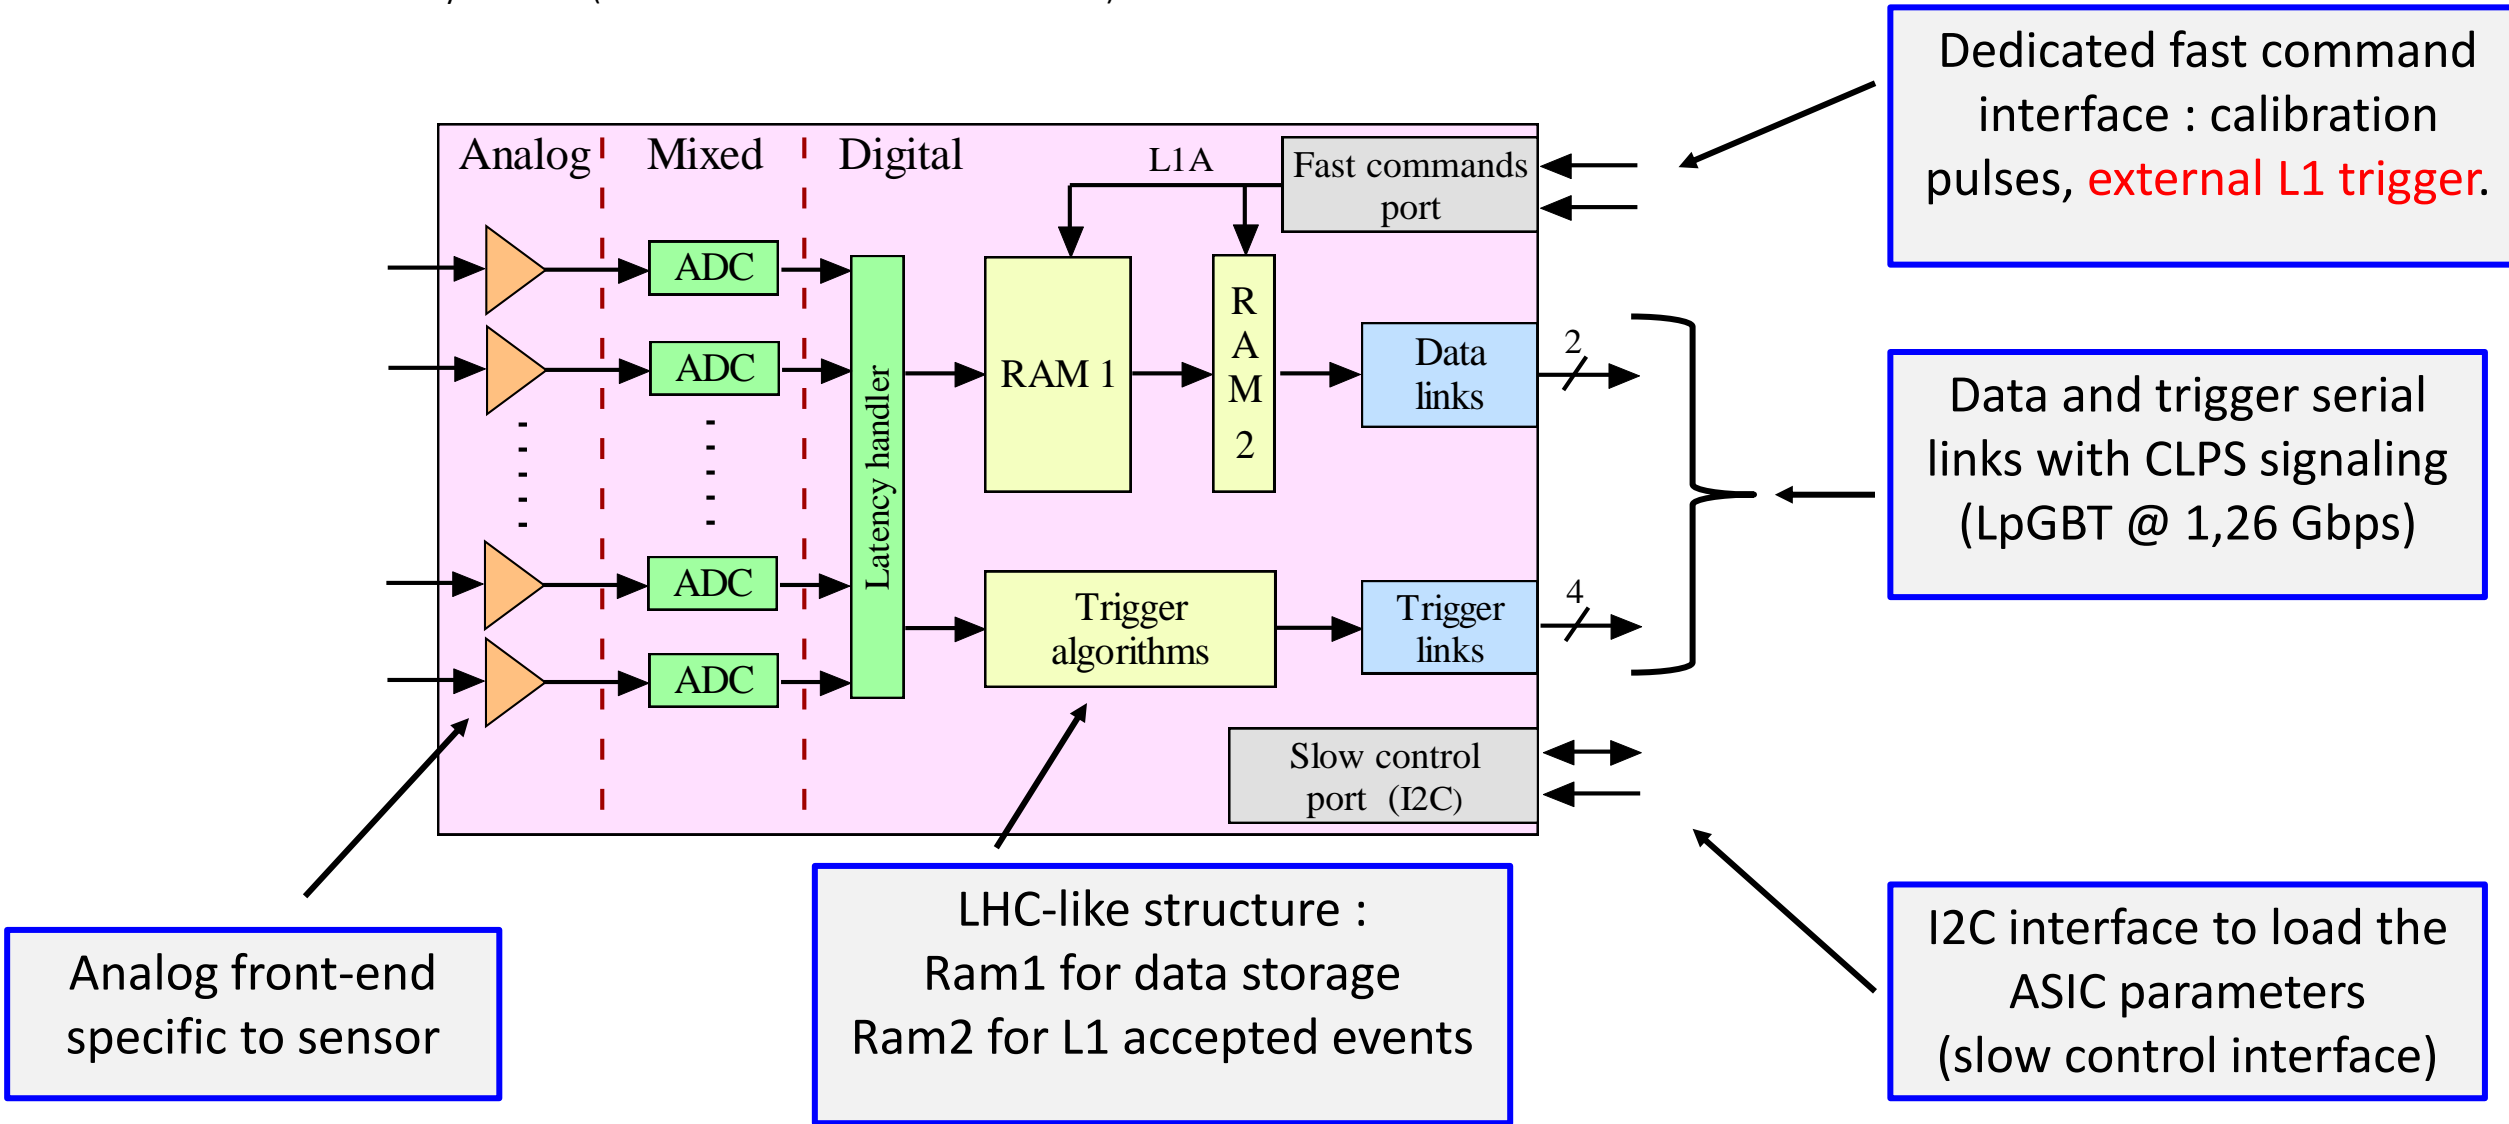 Dedicated fast command
interface : calibration
pulses, external L1 trigger.
Analog
Mixed
Digital
L1A
Fast commands
port
ADC
ADC
ADC
ADC
Latency handler
RAM 1
R
A
M
2
Data
links
2
Trigger
algorithms
Trigger
links
4
Slow control
port (I2C)
Data and trigger serial
links with CLPS signaling
(LpGBT @ 1,26 Gbps)
Analog front-end
specific to sensor
LHC-like structure :
Ram1 for data storage
Ram2 for L1 accepted events
I2C interface to load the
ASIC parameters
(slow control interface)